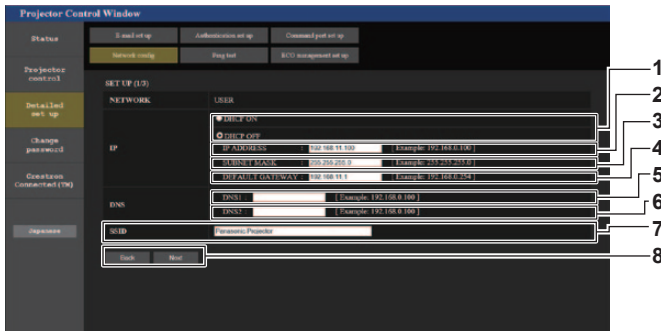 Projector Control Window
Status
E-mail set up
Authentication set up
Command port set up
Network config
Ping test
ECO management set up
Projector
control
SET UP (1/3)
NETWORK
USER
Detailed
set up
DHCP ON
DHCP OFF
IP
IP ADDRESS : 192.168.11.100 [ Example: 192.168.0.100 ]
SUBNET MASK : 255.255.255.0 [ Example: 255.255.255.0 ]
DEFAULT GATEWAY : 192.168.11.1 [ Example: 192.168.0.254 ]
Change
password
Crestron
Connected(TM)
DNS
DNS1 : [ Example: 192.168.0.100 ]
DNS2 : [ Example: 192.168.0.100 ]
Japanese
SSID
Panasonic Projector
Back
Next
1
2
3
4
5
6
7
8